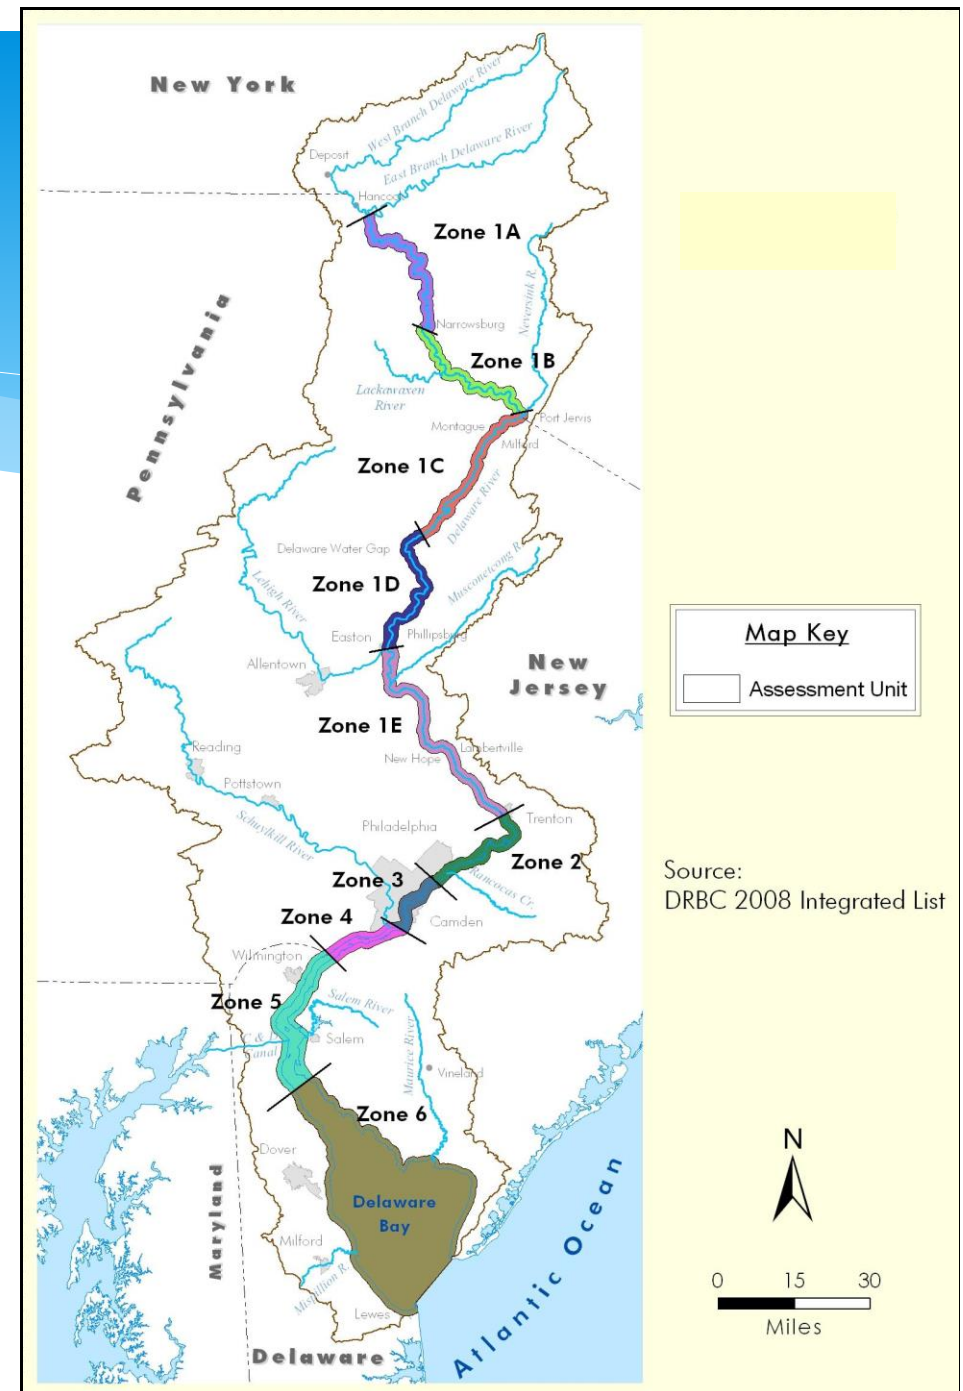 New York
West Branch Delaware River
Deposit
East Branch Delaware River
Hancock
Zone 1A
Neversink R.
Narrowsburg
Zone 1B
Pennsylvania
Lackawaxen
River
Port Jervis
Montague
Milford
Zone 1C
Delaware River
Delaware Water Gap
Zone 1D
Lehigh River
Musconetcong R.
Easton
Phillipsburg
Allentown
New
Jersey
Map Key
Assessment Unit
Zone 1E
Lambertville
New Hope
Reading
Pottstown
Trenton
Philadelphia
Schuylkill River
Zone 2
Zone 3
Rancocas Cr.
Source:
DRBC 2008 Integrated List
Zone 4
Camden
Wilmington
Zone 5
Salem River
C & D
Canal
Salem
Maurice River
Vineland
Zone 6
Dover
Maryland
Delaware
Bay
Atlantic Ocean
N
Milford
Mispillion R.
Lewes
0 15 30
Miles
Delaware